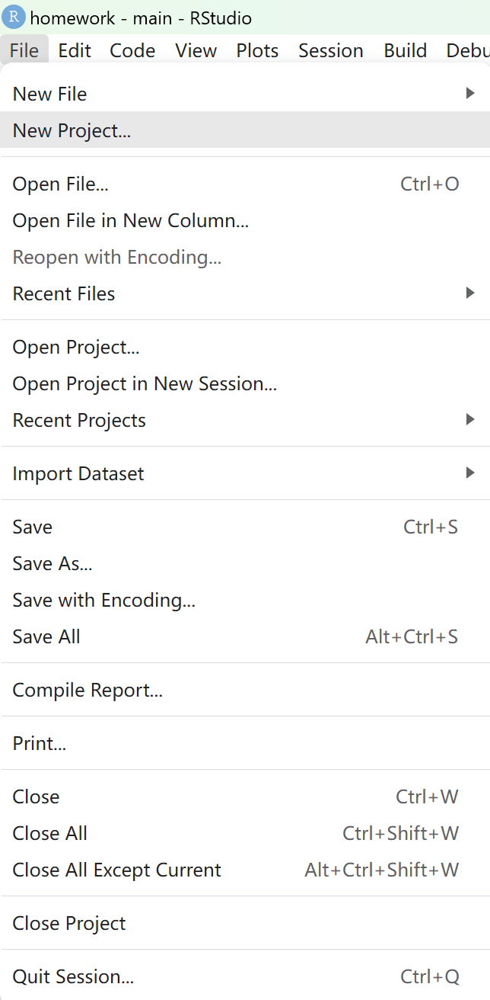 R homework - main - RStudio
File Edit Code View Plots Session Build Debu
New File
New Project...
Open File... Ctrl+O
Open File in New Column...
Reopen with Encoding...
Recent Files
Open Project...
Open Project in New Session...
Recent Projects
Import Dataset
Save Ctrl+S
Save As...
Save with Encoding...
Save All Alt+Ctrl+S
Compile Report...
Print...
Close Ctrl+W
Close All Ctrl+Shift+W
Close All Except Current Alt+Ctrl+Shift+W
Close Project
Quit Session... Ctrl+Q